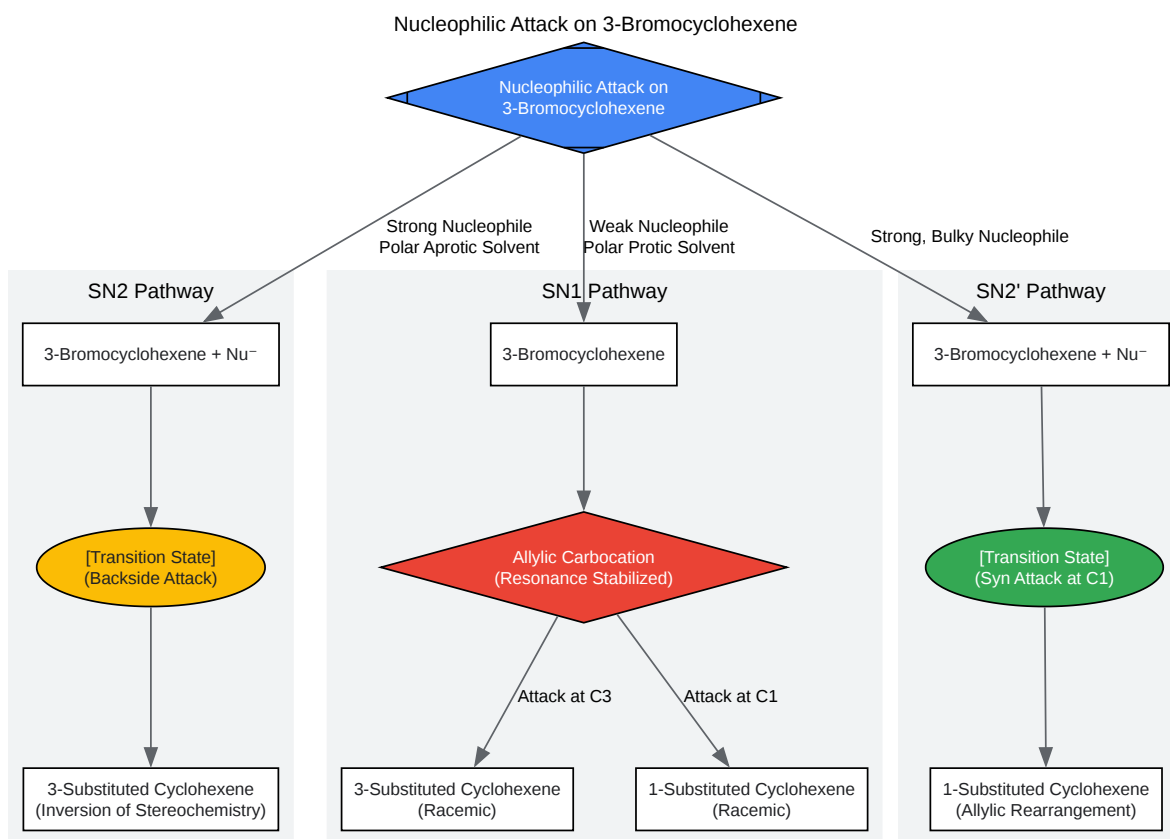 Nucleophilic Attack on 3-Bromocyclohexene
Nucleophilic Attack on
3-Bromocyclohexene
Strong Nucleophile
Polar Aprotic Solvent
Weak Nucleophile
Polar Protic Solvent
Strong, Bulky Nucleophile
SN2 Pathway
SN1 Pathway
SN2' Pathway
3-Bromocyclohexene + Nu⁻
3-Bromocyclohexene
3-Bromocyclohexene + Nu⁻
[Transition State]
(Backside Attack)
Allylic Carbocation
(Resonance Stabilized)
[Transition State]
(Syn Attack at C1)
Attack at C3
Attack at C1
3-Substituted Cyclohexene
(Inversion of Stereochemistry)
3-Substituted Cyclohexene
(Racemic)
1-Substituted Cyclohexene
(Racemic)
1-Substituted Cyclohexene
(Allylic Rearrangement)